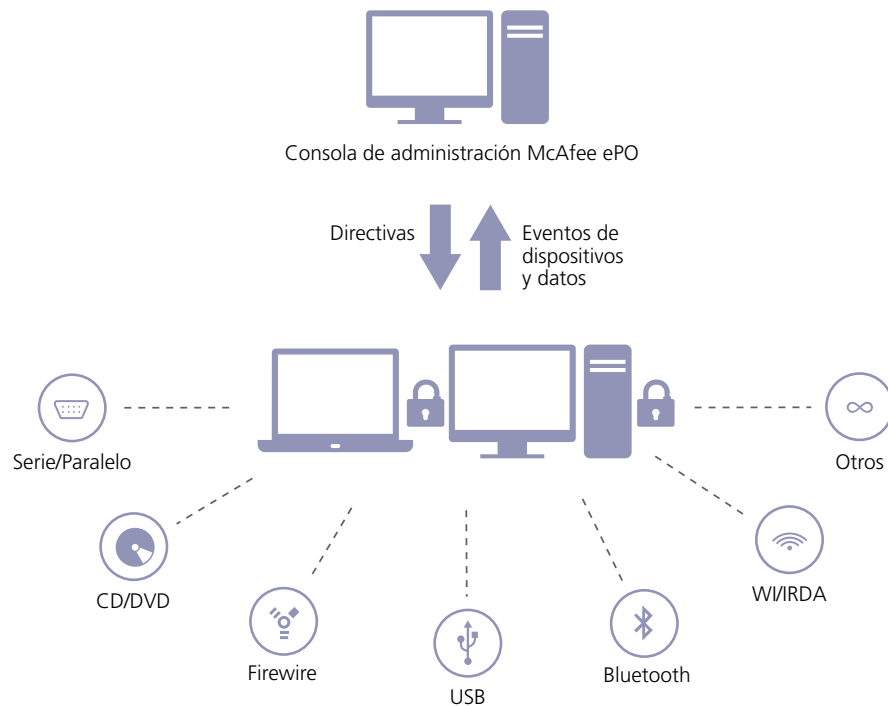 Consola de administración McAfee ePO
Directivas
Eventos de
dispositivos
y datos
Serie/Paralelo
Otros
CD/DVD
WI/IRDA
Firewire
Bluetooth
USB